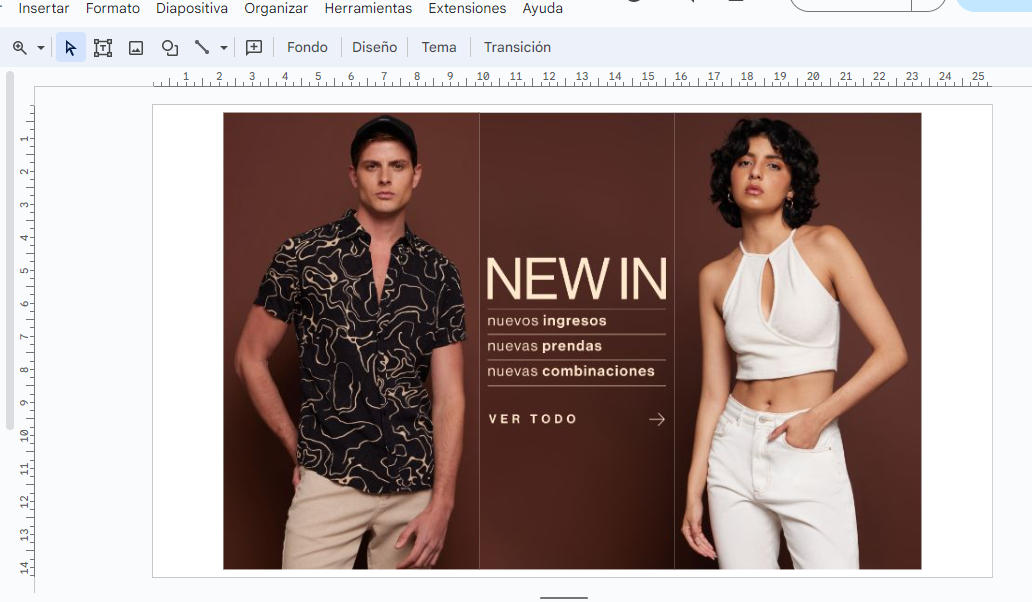 Insertar Formato Diapositiva Organizar Herramientas Extensiones Ayuda
Fondo Diseño Tema Transición
1 2 3 4 5 6 7 8 9 10 11 12 13 14 15 16 17 18 19 20 21 22 23 24 25
1
2
3
4
5
6
7
8
9
10
11
12
13
14
NEW IN
nuevos ingresos
nuevas prendas
nuevas combinaciones
VER TODO →